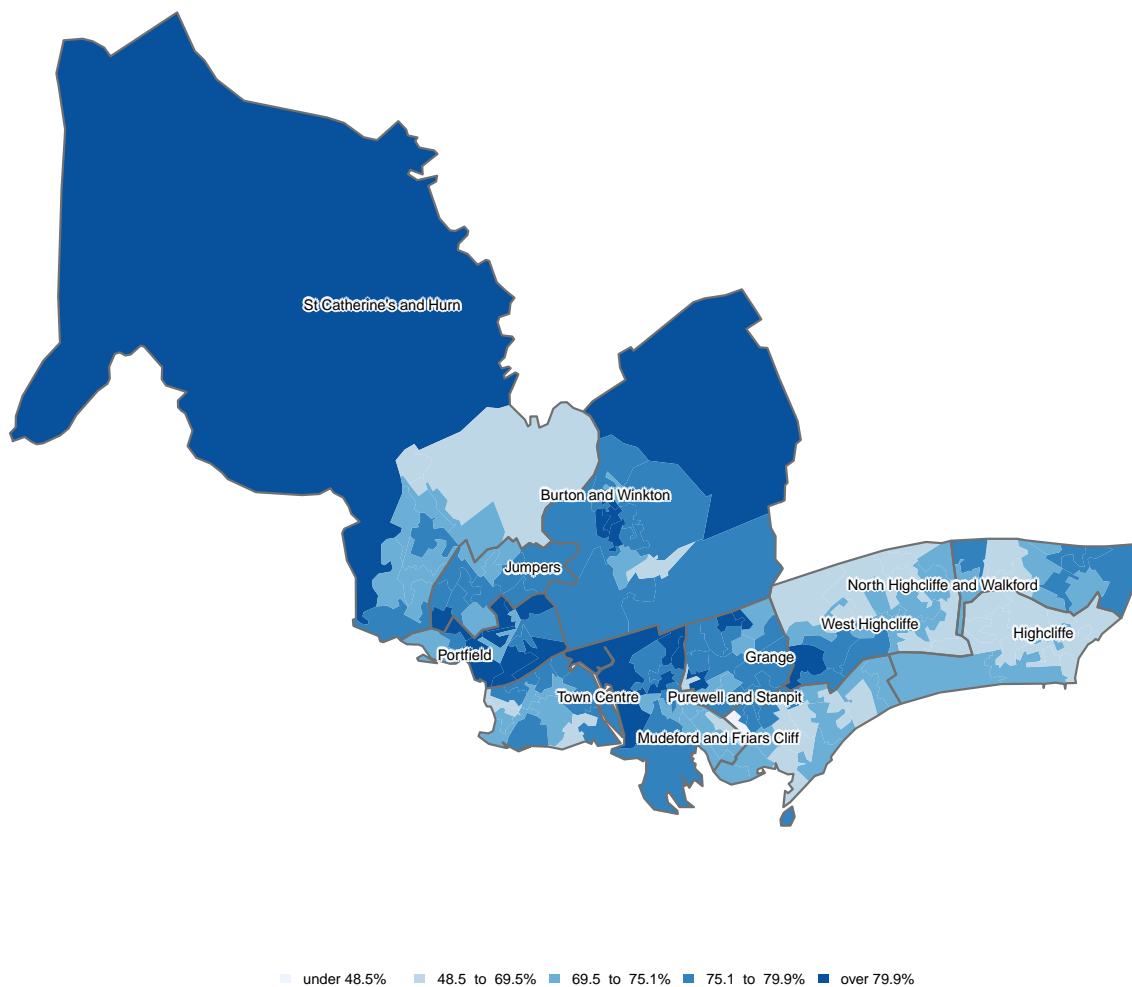 St Catherine's and Hurn
Burton and Winkton
Jumpers
North Highcliffe and Walkford
West Highcliffe
Highcliffe
Portfield
Grange
Town Centre
Purewell and Stanpit
Mudeford and Friars Cliff
under 48.5% 48.5 to 69.5% 69.5 to 75.1% 75.1 to 79.9% over 79.9%